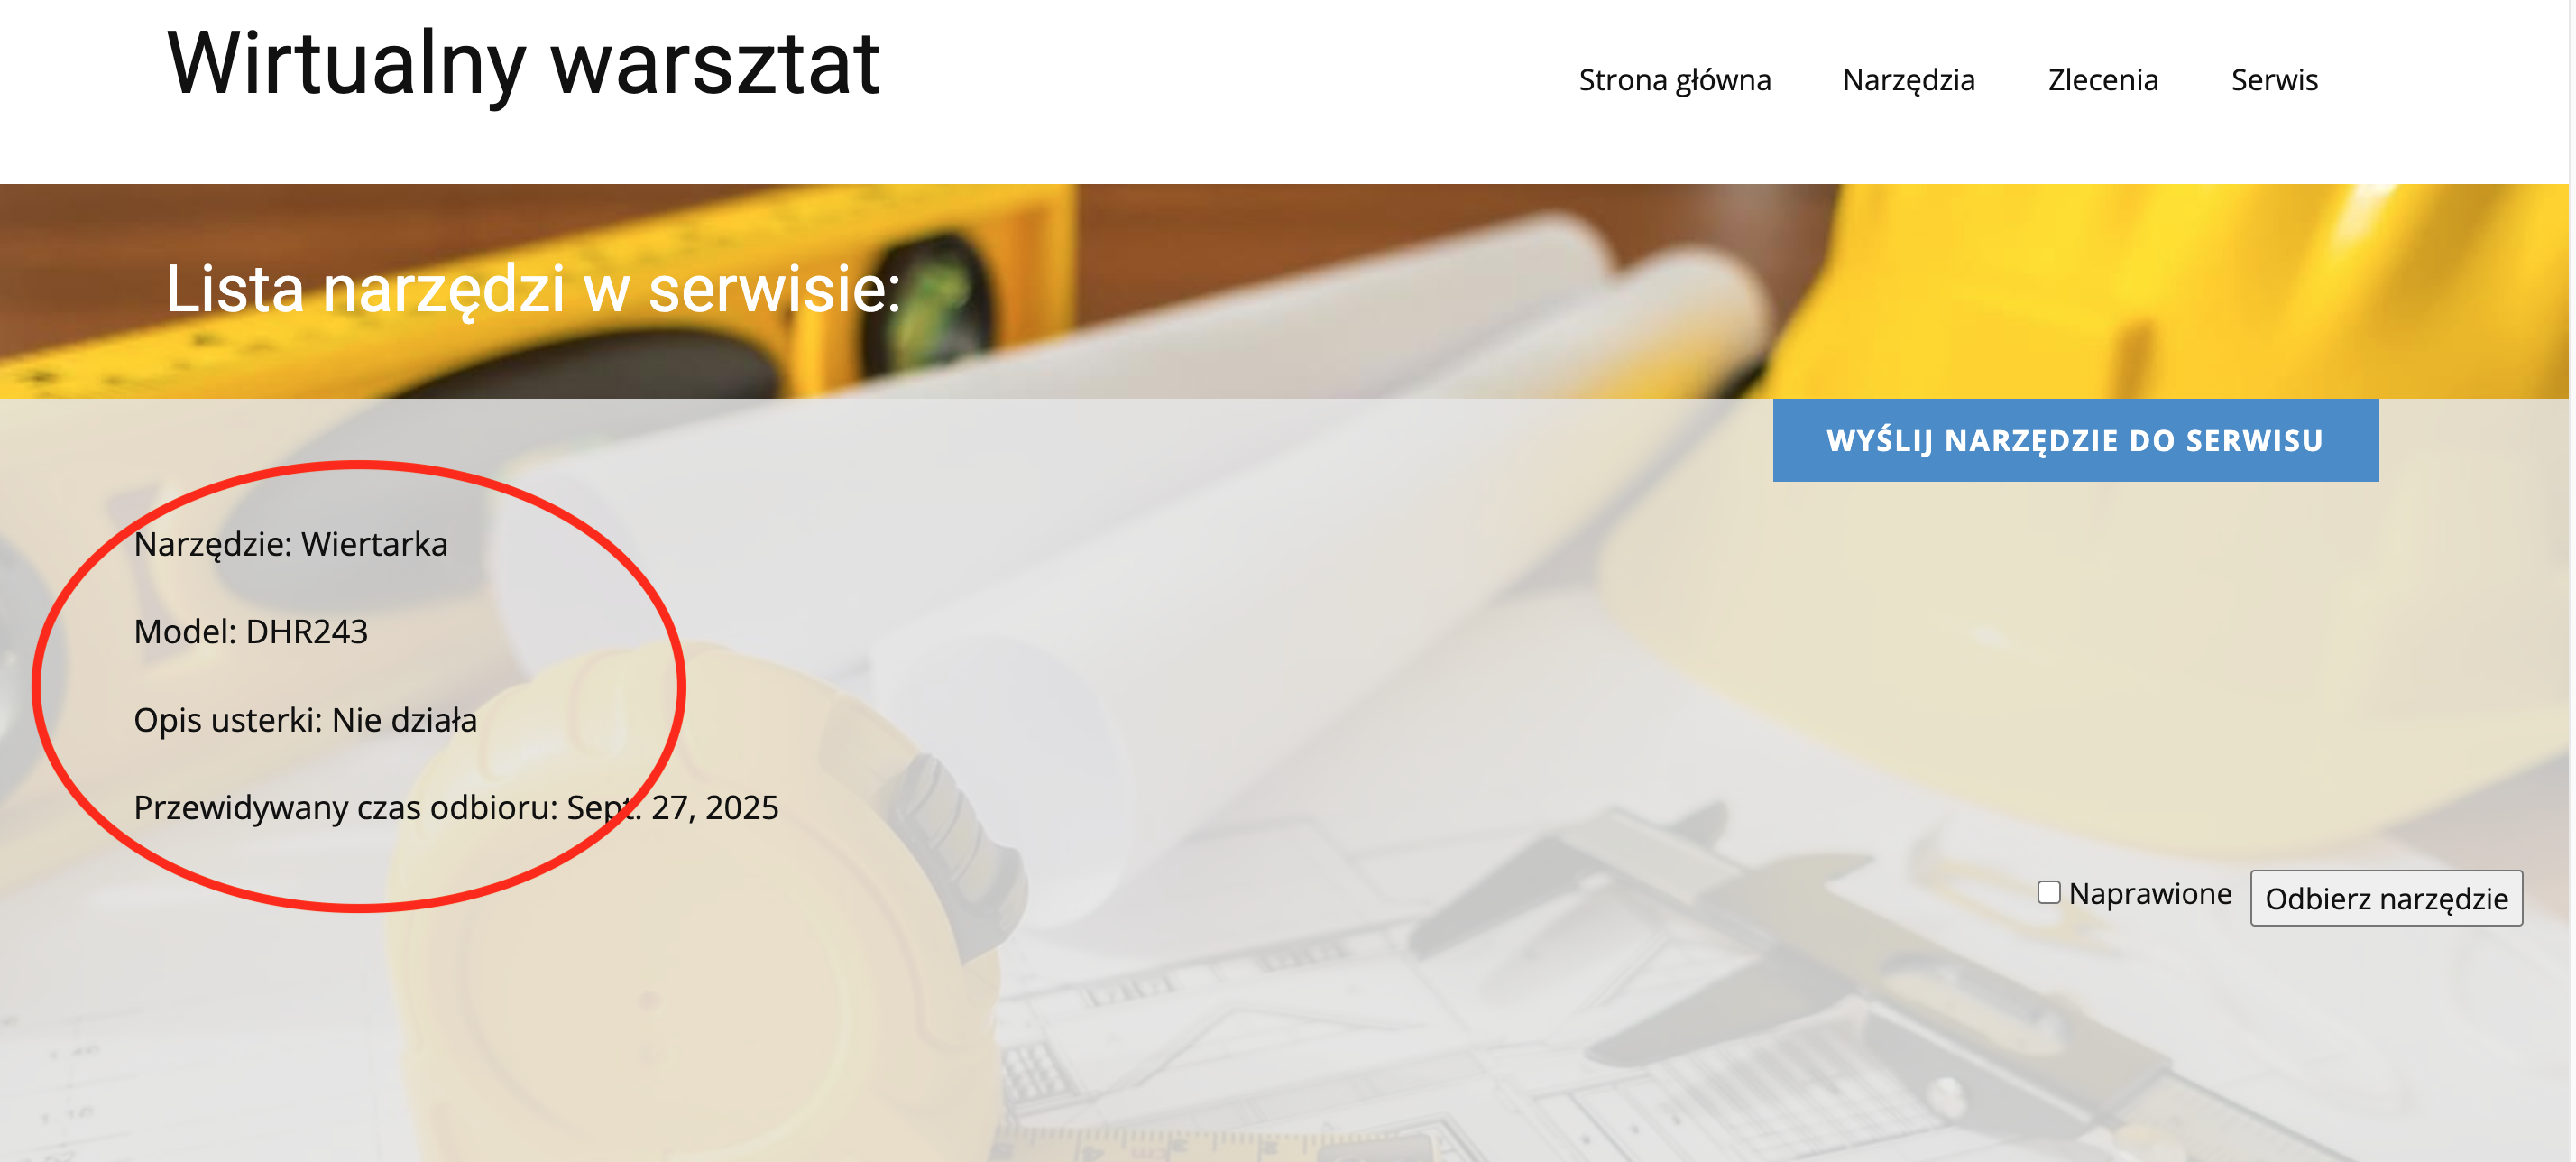 Wirtualny warsztat
Strona główna Narzędzia Zlecenia Serwis
Lista narzędzi w serwisie:
WYŚLIJ NARZĘDZIE DO SERWISU
Narzędzie: Wiertarka
Model: DHR243
Opis usterki: Nie działa
Przewidywany czas odbioru: Sept. 27, 2025
Naprawione Odbierz narzędzie